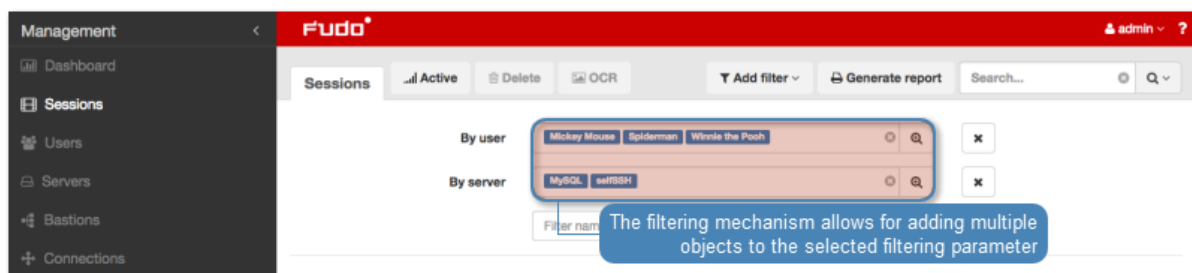 Management
Fudo
admin
?
Dashboard
Sessions
Active
Delete
OCR
Add filter
Generate report
Search...
Sessions
Users
By user
Mickey Mouse
Spiderman
Winnie the Pooh
Servers
By server
MySQL
selfSSH
Bastions
Filter nam
The filtering mechanism allows for adding multiple
objects to the selected filtering parameter
Connections